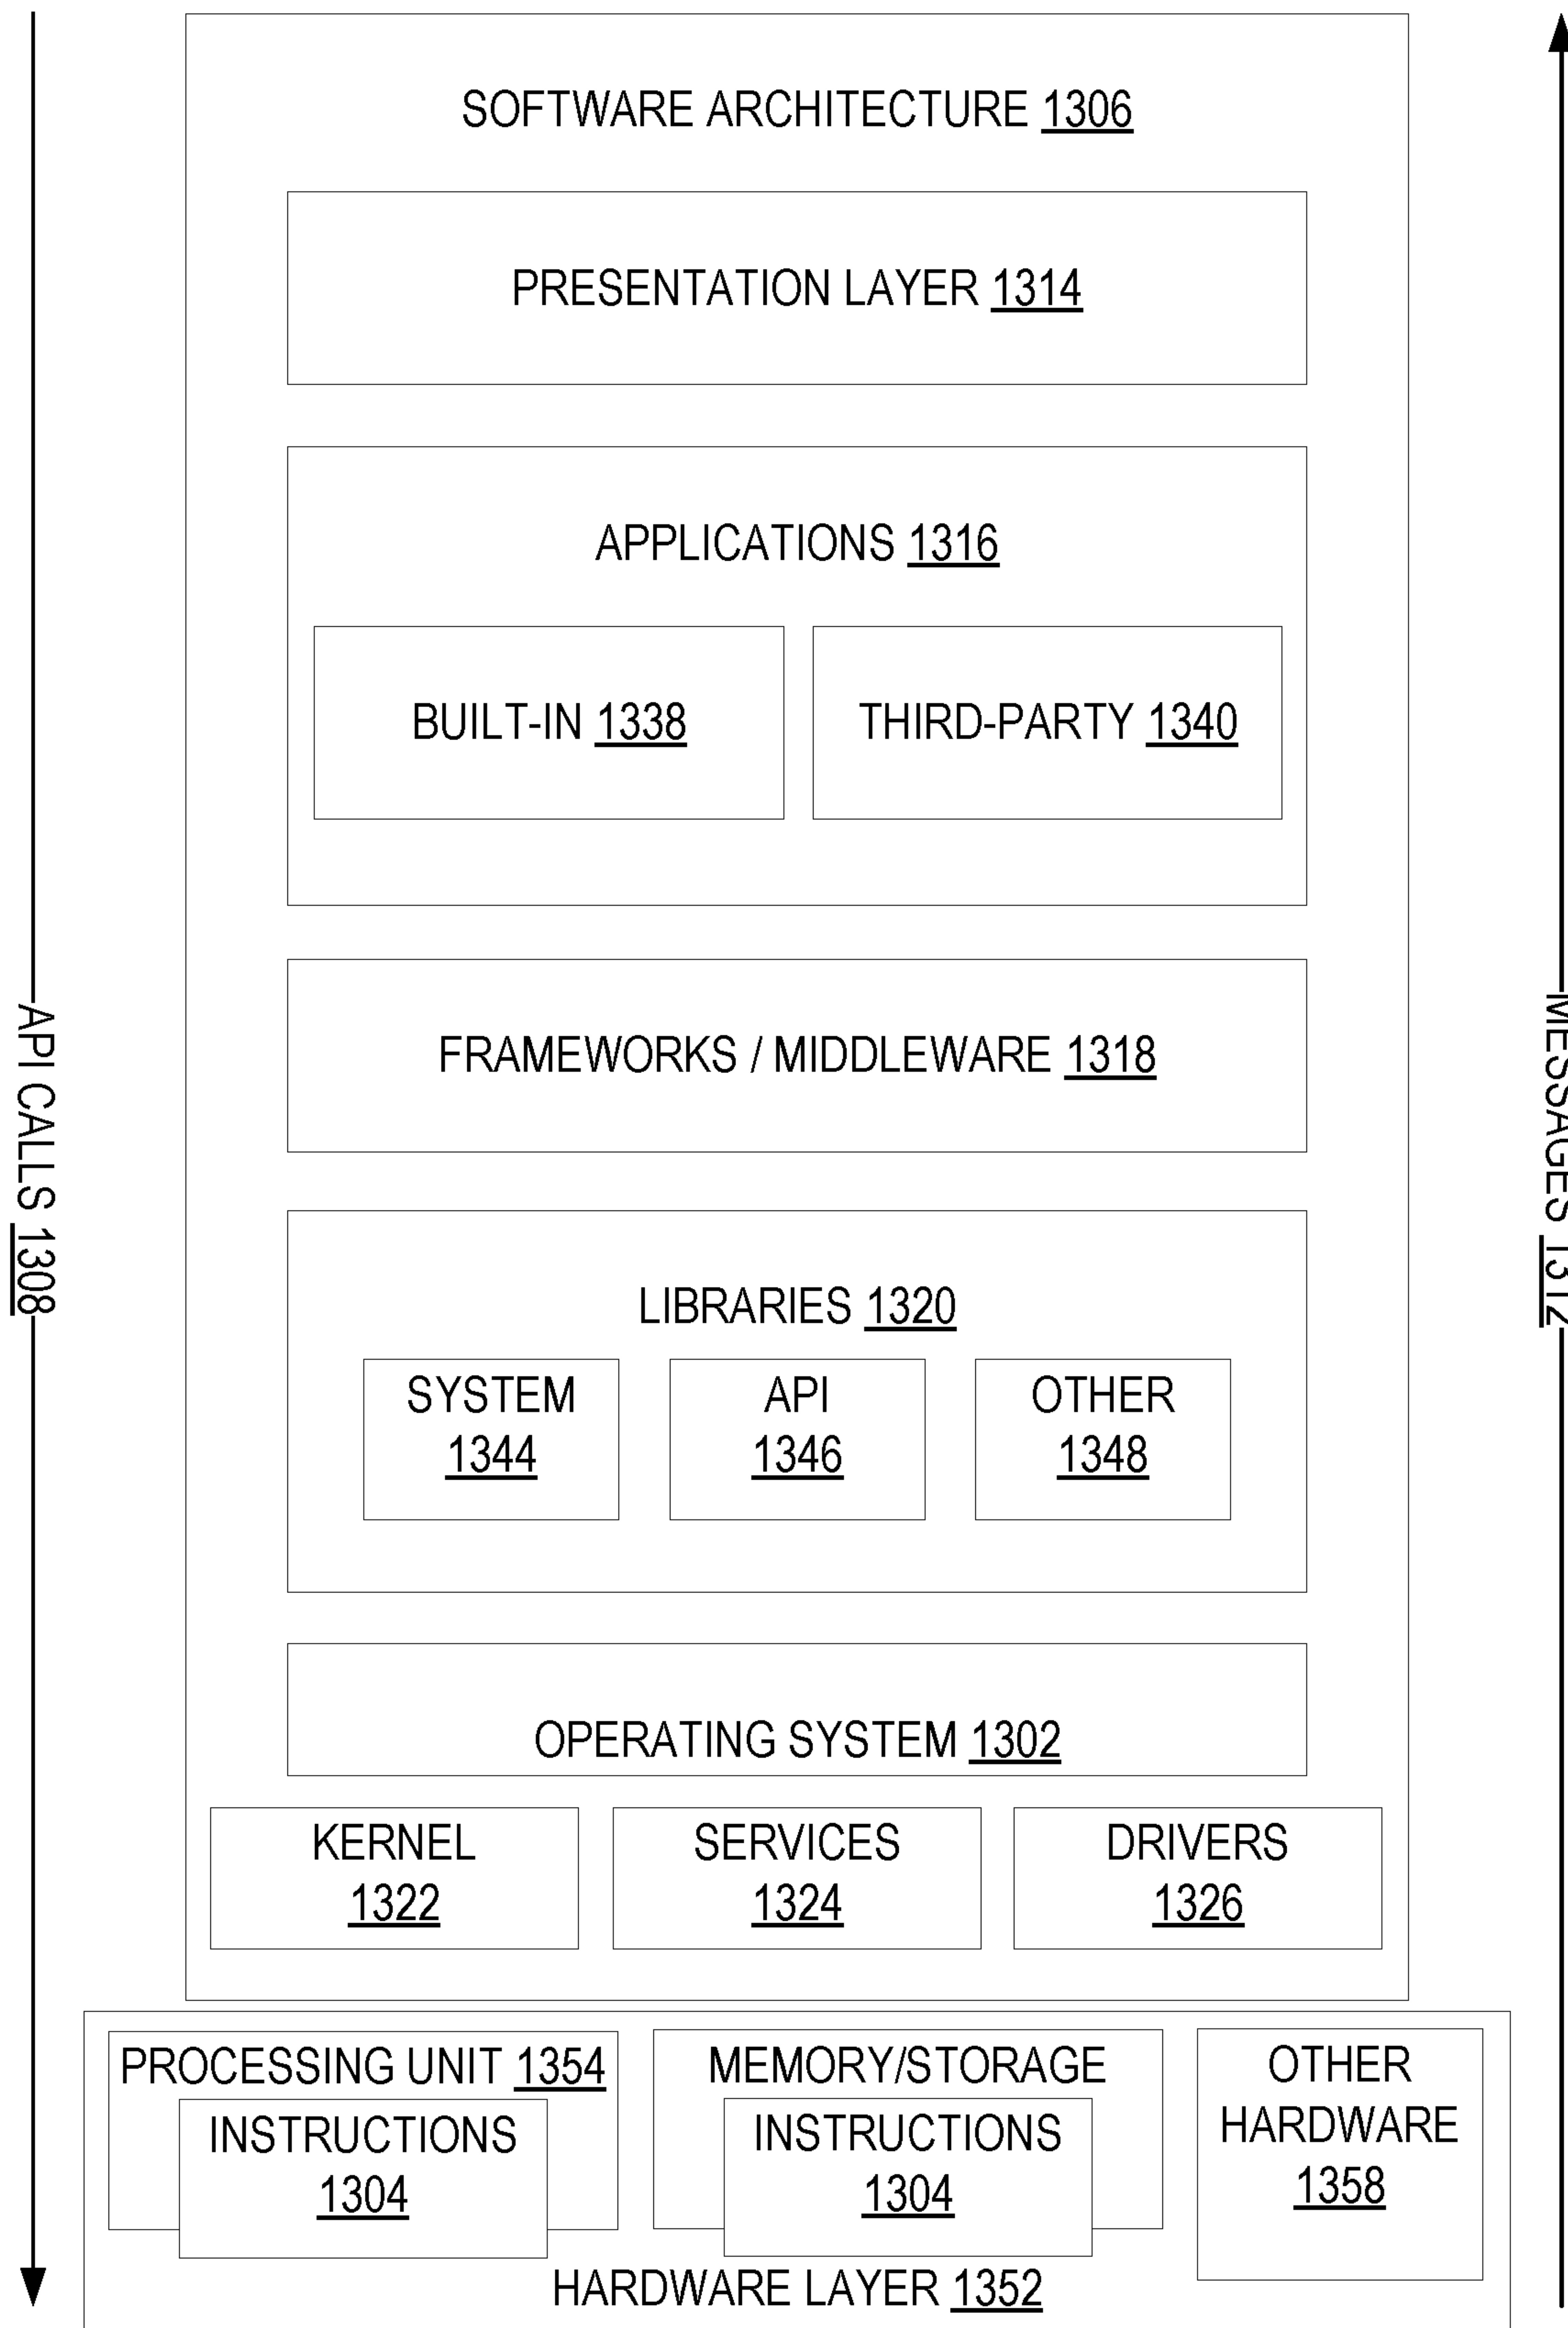 SOFTWARE ARCHITECTURE 1306
PRESENTATION LAYER 1314
APPLICATIONS 1316
BUILT-IN 1338
THIRD-PARTY 1340
FRAMEWORKS / MIDDLEWARE 1318
LIBRARIES 1320
SYSTEM
1344
API
1346
OTHER
1348
OPERATING SYSTEM 1302
KERNEL
1322
SERVICES
1324
DRIVERS
1326
PROCESSING UNIT 1354
INSTRUCTIONS
1304
MEMORY/STORAGE
INSTRUCTIONS
1304
OTHER
HARDWARE
1358
HARDWARE LAYER 1352
API CALLS 1308
MESSAGES 1312